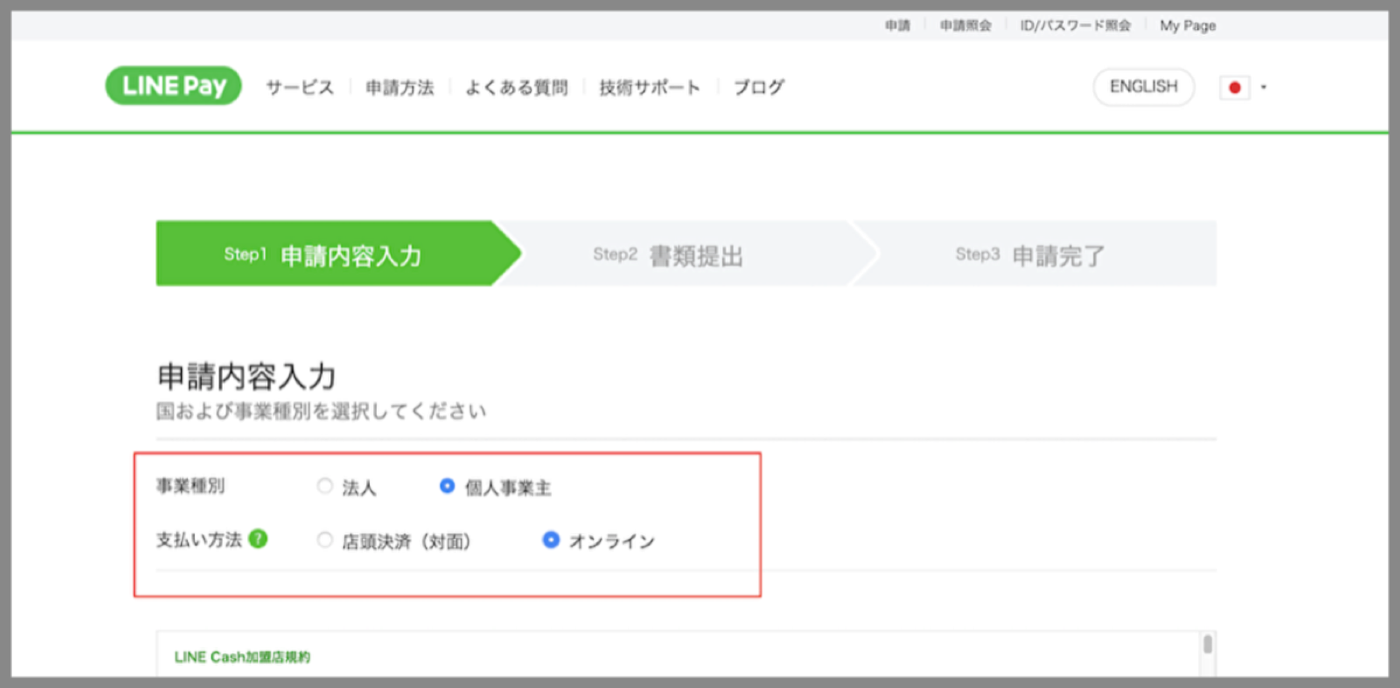 申請 申請照会 ID/パスワード照会 My Page
LINE Pay サービス 申請方法 よくある質問 技術サポート ブログ ENGLISH
Step1 申請内容入力 Step2 書類提出 Step3 申請完了
申請内容入力
国および事業種別を選択してください
事業種別 法人 個人事業主
支払い方法 ? 店頭決済（対面） オンライン
LINE Cash加盟店規約